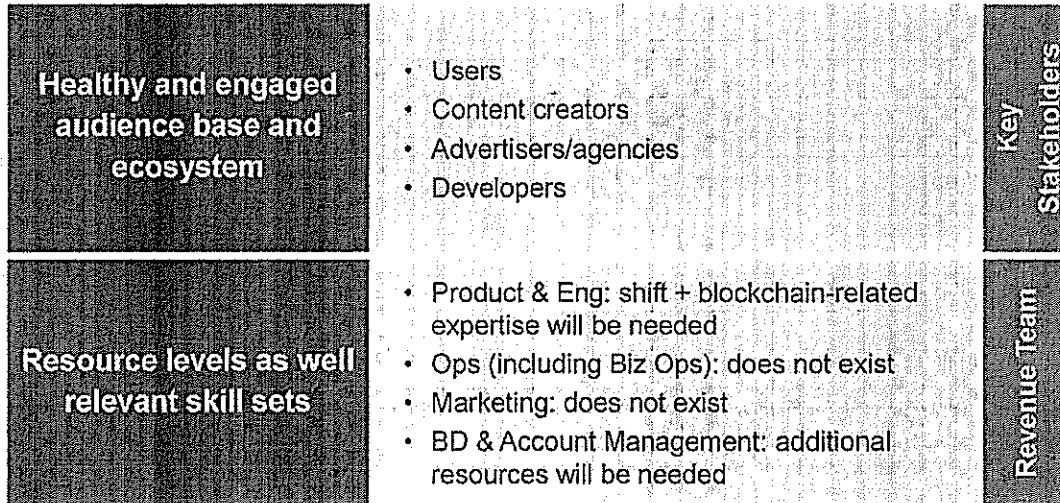 Healthy and engaged
audience base and
ecosystem
• Users
• Content creators
• Advertisers/agencies
• Developers
Key
Stakeholders
Resource levels as well
relevant skill sets
• Product & Eng: shift + blockchain-related
expertise will be needed
• Ops (including Biz Ops): does not exist
• Marketing: does not exist
• BD & Account Management: additional
resources will be needed
Revenue Team